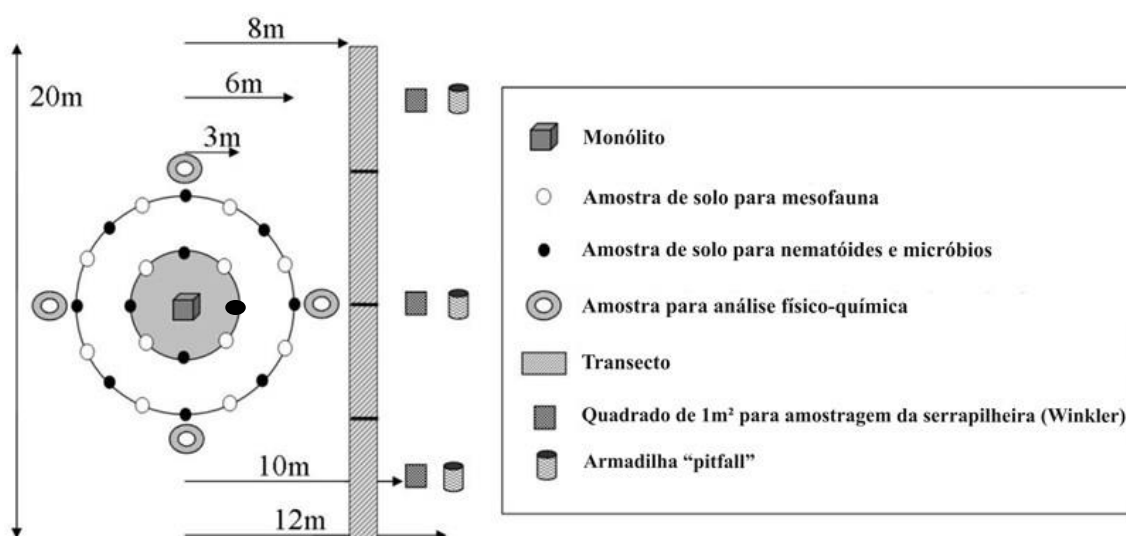 8m
20m
6m
3m
10m
12m
Monólito
Amostra de solo para mesofauna
Amostra de solo para nematóides e micróbios
Amostra para análise físico-química
Transecto
Quadrado de 1m² para amostragem da serrapilheira (Winkler)
Armadilha “pitfall”